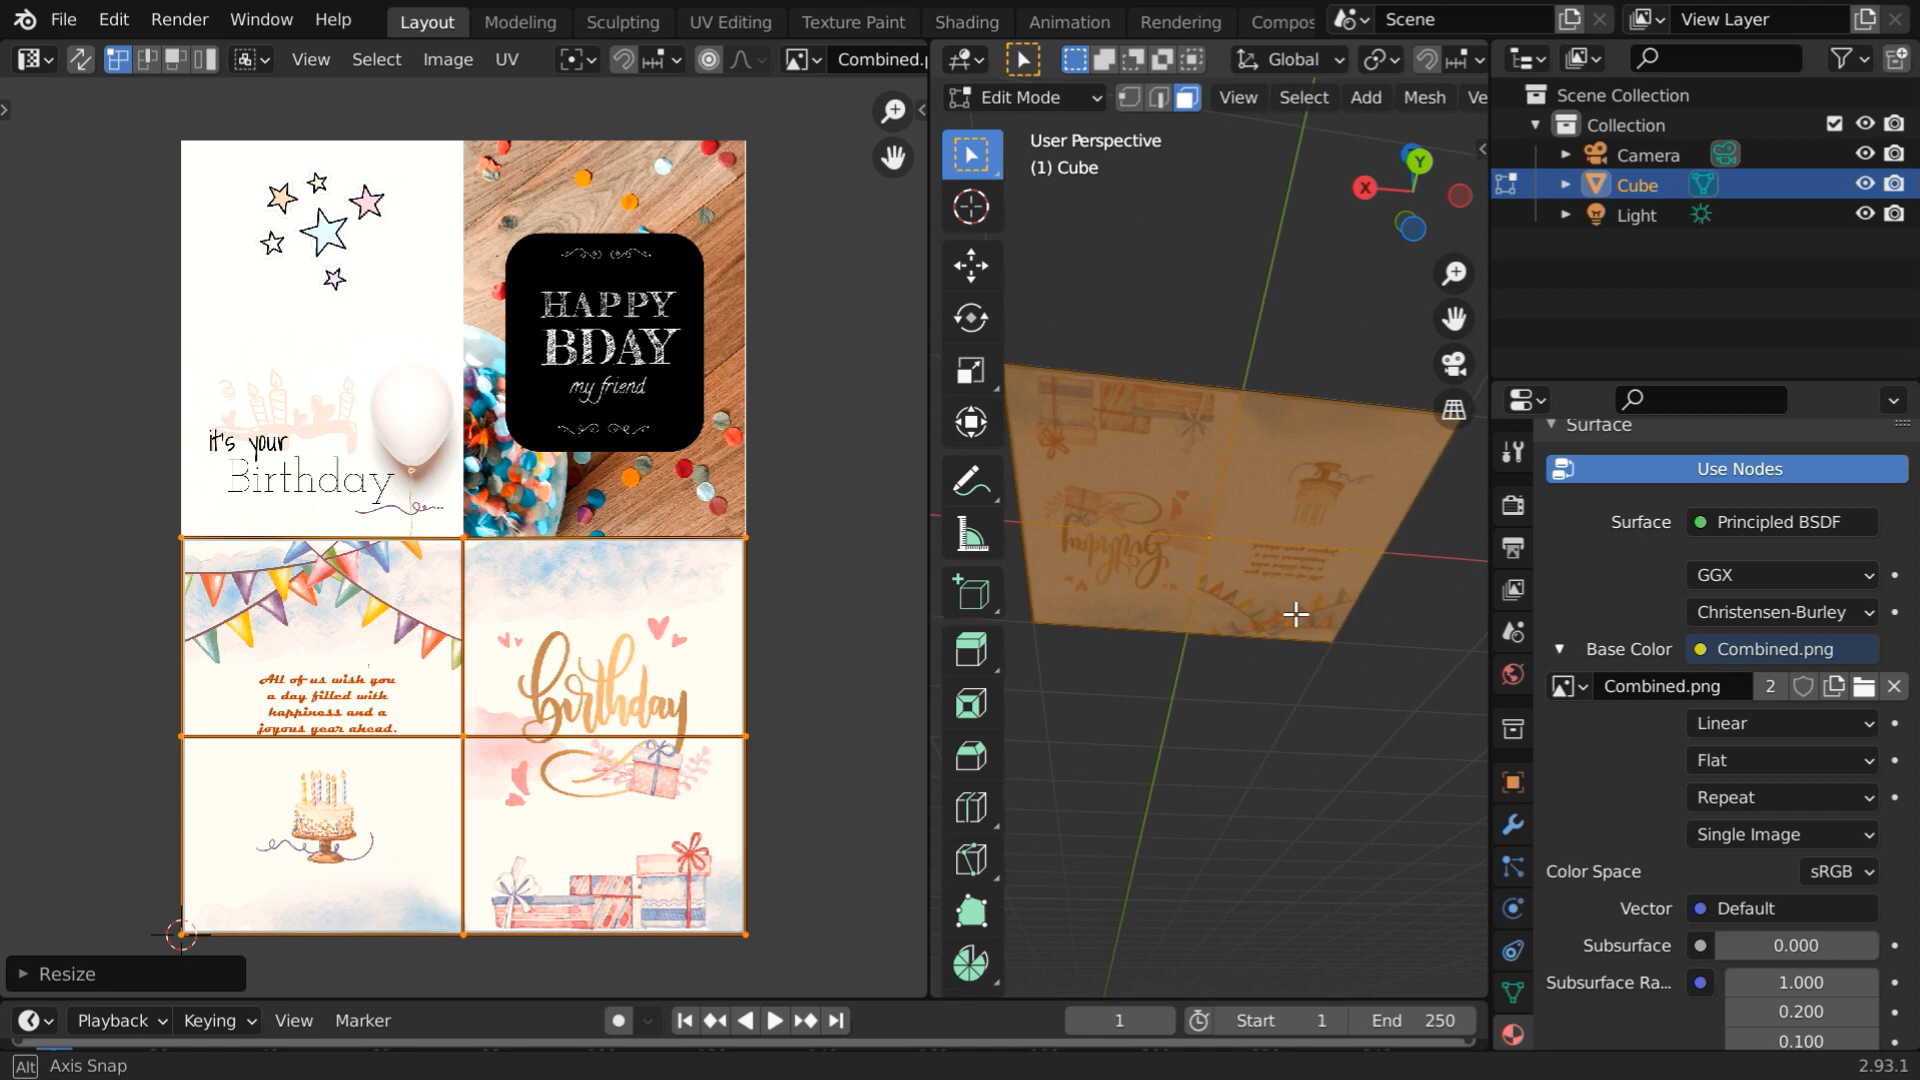 File Edit Render Window Help Layout Modeling Sculpting UV Editing Texture Paint Shading Animation Rendering Compos Scene View Layer
View Select Image UV Combined.p
Global
Edit Mode View Select Add Mesh Ve
User Perspective
(1) Cube
Y
X
Scene Collection
Collection
Camera
Cube
Light
it's your
Birthday
HAPPY
BDAY
my friend
All of us wish you
a day filled with
happiness and a
joyous year ahead.
birthday
birthday
Surface
Use Nodes
Surface Principled BSDF
GGX
Christensen-Burley
Base Color Combined.png
Combined.png 2
Linear
Flat
Repeat
Single Image
Color Space sRGB
Vector Default
Subsurface 0.000
Subsurface Ra... 1.000
0.200
0.100
Resize
Playback Keying View Marker 1 Start 1 End 250
Alt Axis Snap 2.93.1